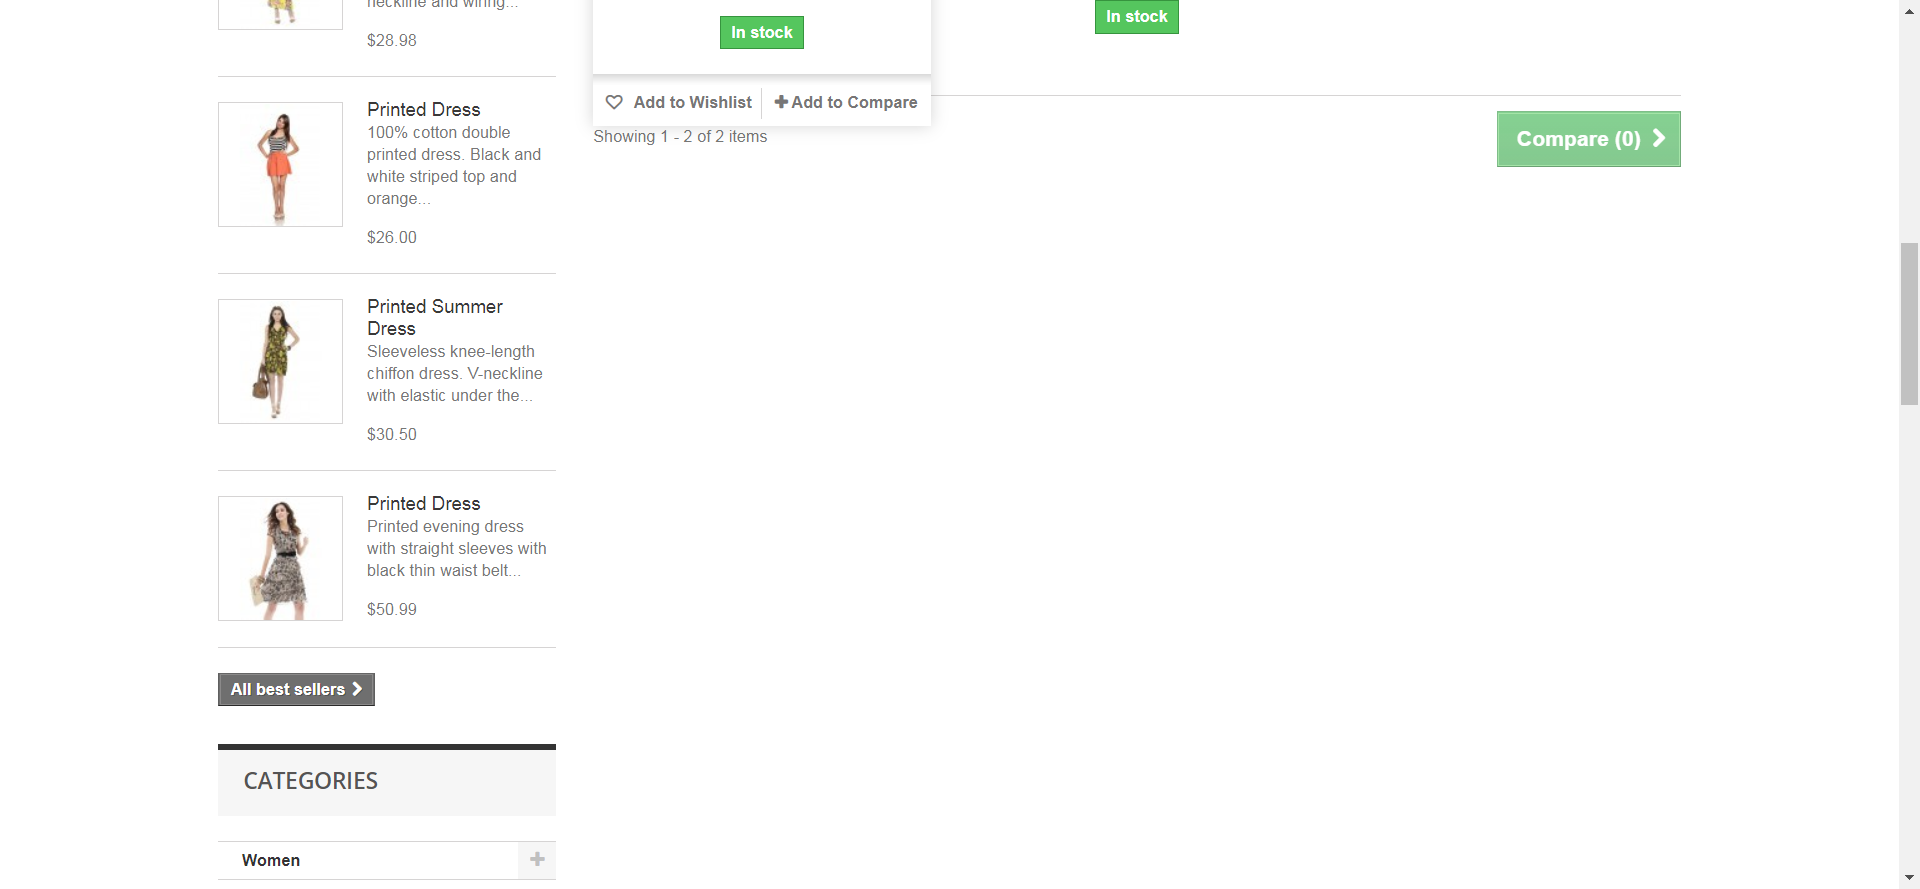 neckline and wiring...
$28.98
Printed Dress
100% cotton double
printed dress. Black and
white striped top and
orange...
$26.00
Printed Summer
Dress
Sleeveless knee-length
chiffon dress. V-neckline
with elastic under the...
$30.50
Printed Dress
Printed evening dress
with straight sleeves with
black thin waist belt...
$50.99
All best sellers
CATEGORIES
Women
In stock
In stock
Add to Wishlist
Add to Compare
Showing 1 - 2 of 2 items
Compare (0)